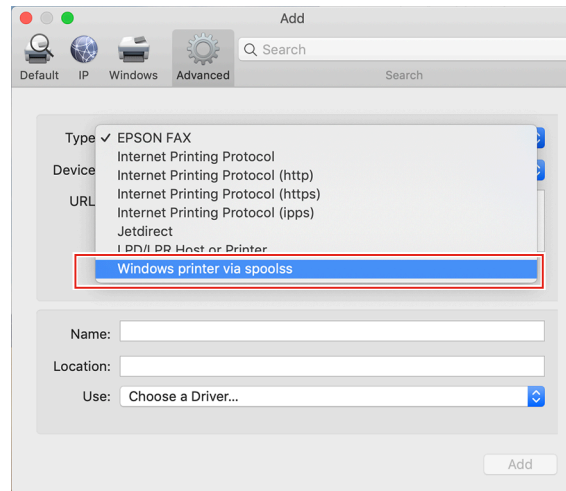 Add
Default IP Windows Advanced Search
Search
Type ✓ EPSON FAX
Internet Printing Protocol
Device Internet Printing Protocol (http)
Internet Printing Protocol (https)
URL Internet Printing Protocol (ipps)
Jetdirect
LPD/LPR Host or Printer
Windows printer via spoolss
Name:
Location:
Use: Choose a Driver...
Add